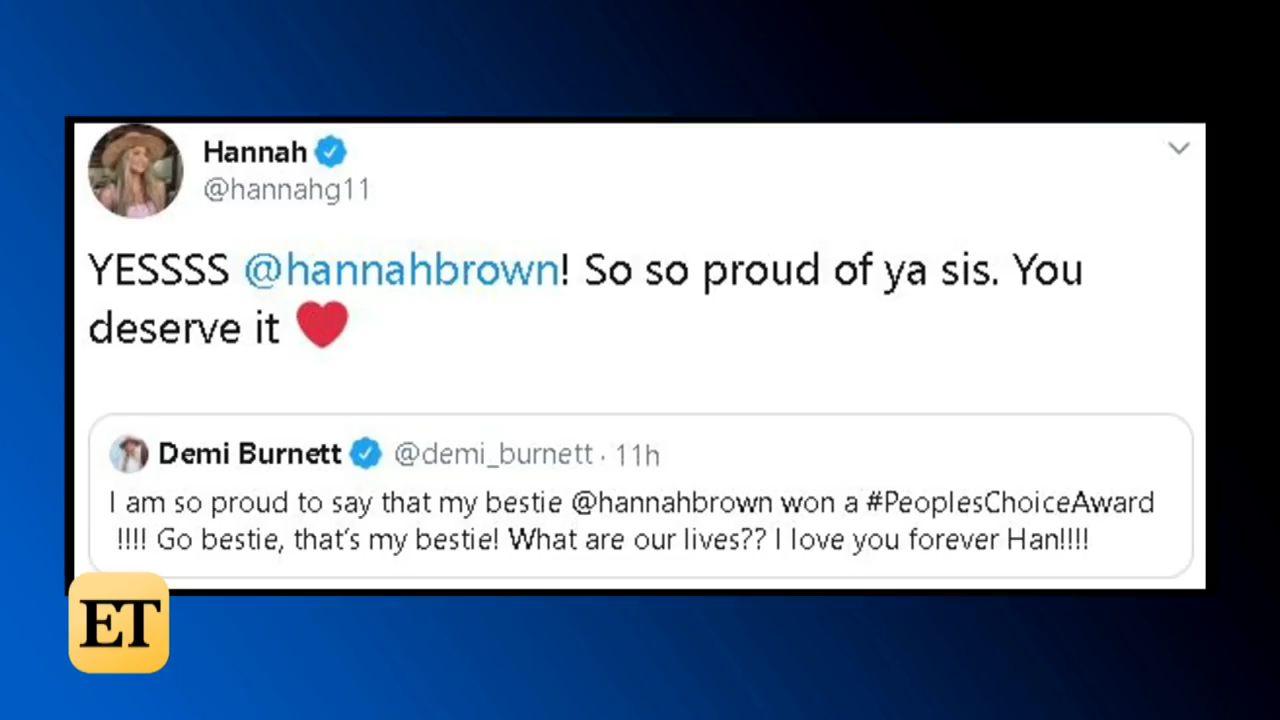 Hannah
@hannahg11
YESSSS @hannahbrown! So so proud of ya sis. You
deserve it ❤
Demi Burnett @demi_burnett · 11h
I am so proud to say that my bestie @hannahbrown won a #PeoplesChoiceAward
!!!! Go bestie, that's my bestie! What are our lives?? I love you forever Han!!!!
ET